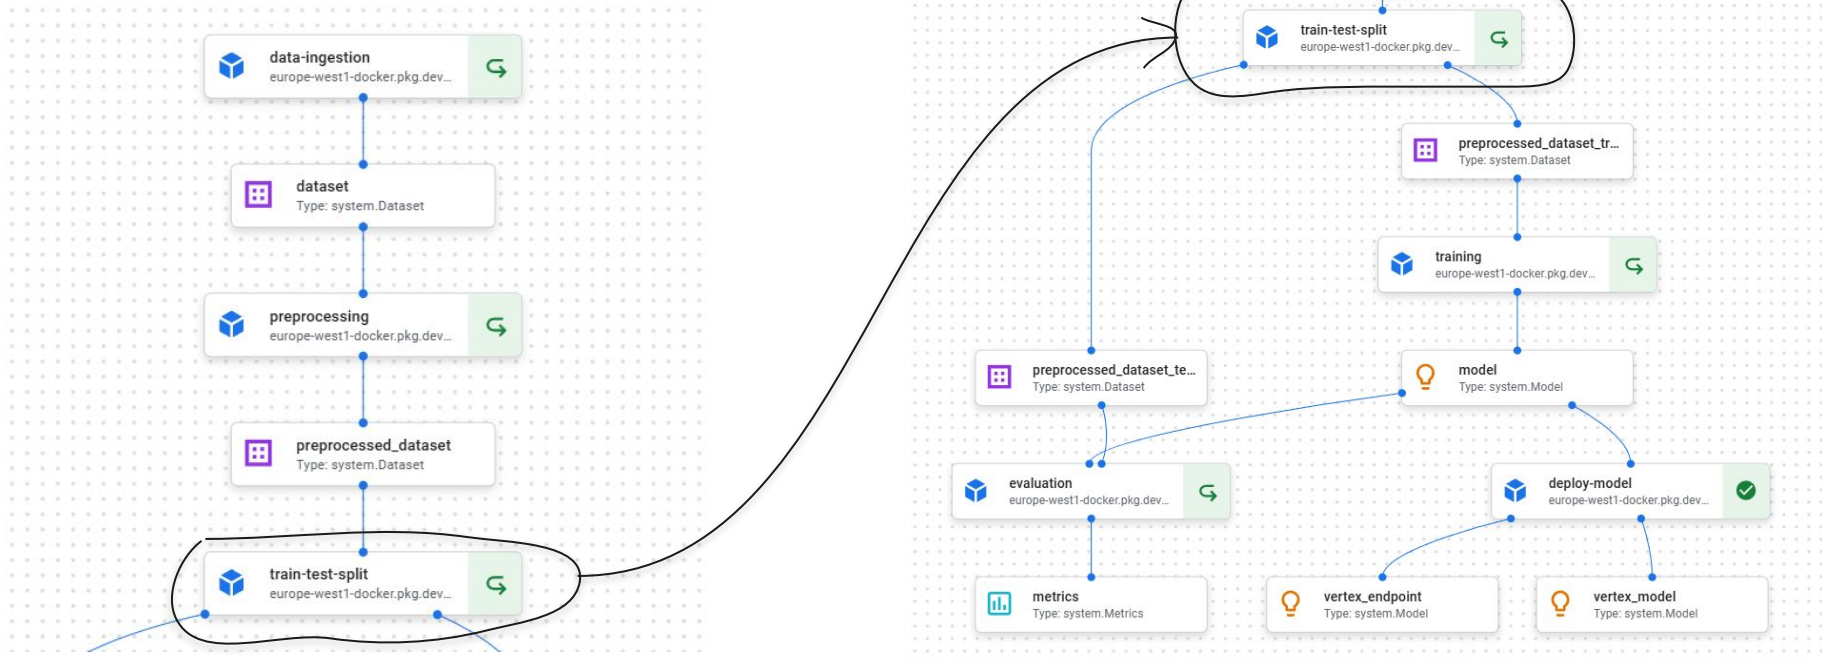 data-ingestion
europe-west1-docker.pkg.dev...
dataset
Type: system.Dataset
preprocessing
europe-west1-docker.pkg.dev...
preprocessed_dataset
Type: system.Dataset
train-test-split
europe-west1-docker.pkg.dev...
train-test-split
europe-west1-docker.pkg.dev...
preprocessed_dataset_tr...
Type: system.Dataset
training
europe-west1-docker.pkg.dev...
preprocessed_dataset_te...
Type: system.Dataset
model
Type: system.Model
evaluation
europe-west1-docker.pkg.dev...
deploy-model
europe-west1-docker.pkg.dev...
metrics
Type: system.Metrics
vertex_endpoint
Type: system.Model
vertex_model
Type: system.Model